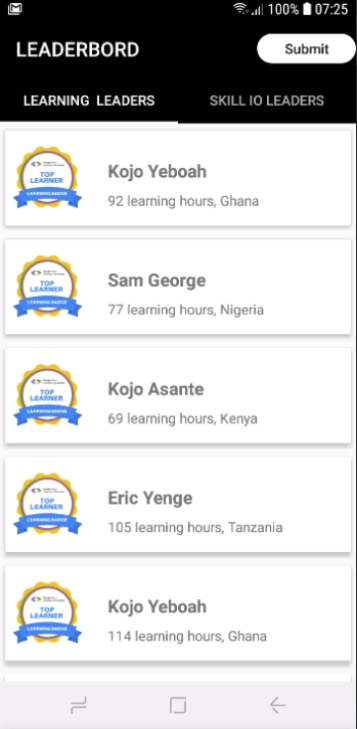 100% 07:25
LEADERBORD
Submit
LEARNING LEADERS
SKILL IO LEADERS
TOP
LEARNER
LEARNING BADGE
Kojo Yeboah
92 learning hours, Ghana
TOP
LEARNER
LEARNING BADGE
Sam George
77 learning hours, Nigeria
TOP
LEARNER
LEARNING BADGE
Kojo Asante
69 learning hours, Kenya
TOP
LEARNER
LEARNING BADGE
Eric Yenge
105 learning hours, Tanzania
TOP
LEARNER
LEARNING BADGE
Kojo Yeboah
114 learning hours, Ghana